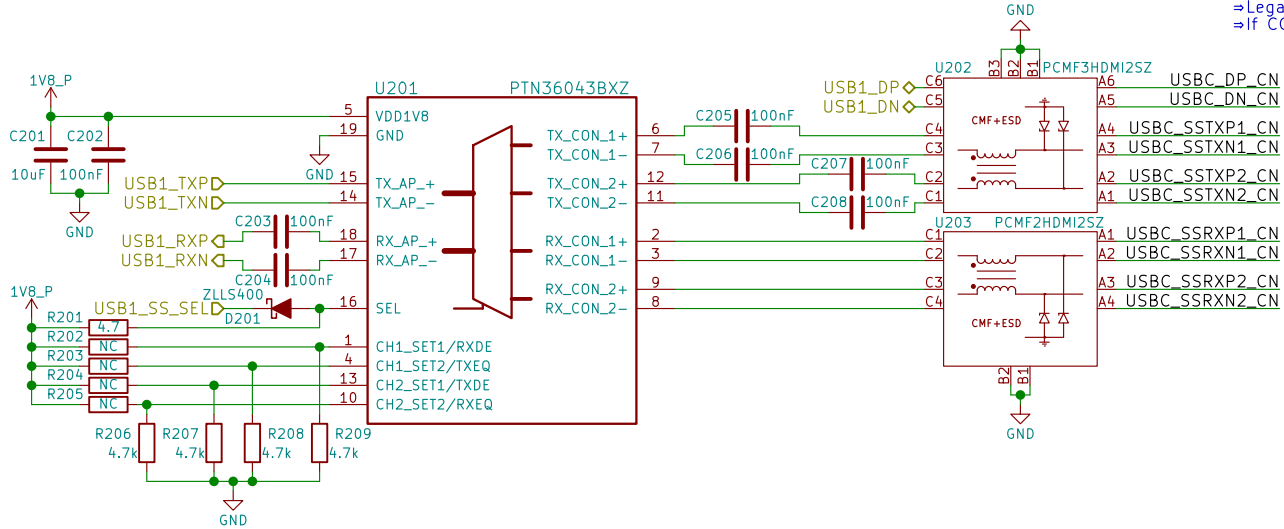 ⇒Lega
⇒If CO
GND
1V8_P
U201 PTN36043BXZ
U202 PCMF3HDMI2SZ
B3 B2 B1
USB1_DP C6 A6 USBC_DP_CN
USB1_DN C5 A5 USBC_DN_CN
C201 C202
10uF 100nF
GND
5 VDD1V8
19 GND
GND
TX_CON_1+ 6
TX_CON_1- 7
C205 100nF
C206 100nF
C4 CMF+ESD A4 USBC_SSTXP1_CN
C3 A3 USBC_SSTXN1_CN
USB1_TXP 15 TX_AP_+
USB1_TXN 14 TX_AP_-
TX_CON_2+ 12
TX_CON_2- 11
C207 100nF
C208 100nF
C2 A2 USBC_SSTXP2_CN
C1 A1 USBC_SSTXN2_CN
U203 PCMF2HDMI2SZ
C203 100nF
USB1_RXP 18 RX_AP_+
USB1_RXN 17 RX_AP_-
C204 100nF
RX_CON_1+ 2 C1 A1 USBC_SSRXP1_CN
RX_CON_1- 3 C2 A2 USBC_SSRXN1_CN
RX_CON_2+ 9 C3 A3 USBC_SSRXP2_CN
RX_CON_2- 8 C4 A4 USBC_SSRXN2_CN
CMF+ESD
B2 B1
GND
1V8_P
ZLLS400
USB1_SS_SEL 16 SEL
D201
R201 4.7
R202 NC 1 CH1_SET1/RXDE
R203 NC 4 CH1_SET2/TXEQ
R204 NC 13 CH2_SET1/TXDE
R205 NC 10 CH2_SET2/RXEQ
R206 R207 R208 R209
4.7k 4.7k 4.7k 4.7k
GND